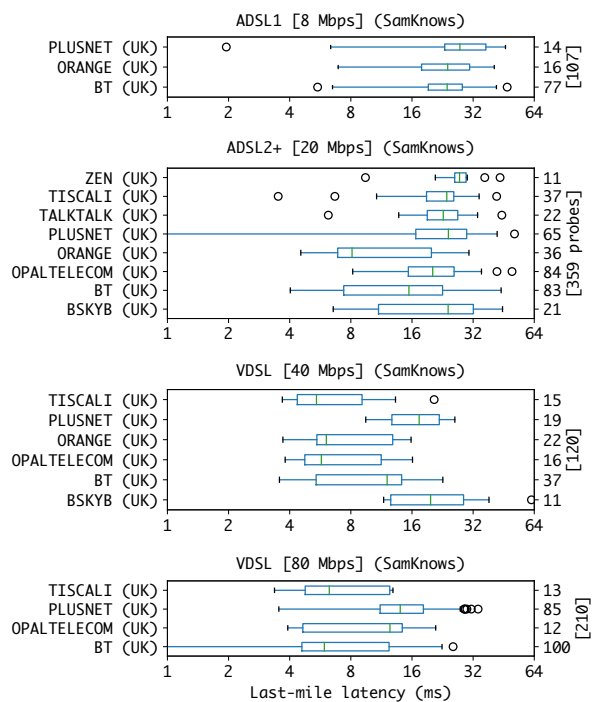 ADSL1 [8 Mbps] (SamKnows)
PLUSNET (UK) 14
ORANGE (UK) 16
BT (UK) 77
[107]
1 2 4 8 16 32 64
ADSL2+ [20 Mbps] (SamKnows)
ZEN (UK) 11
TISCALI (UK) 37
TALKTALK (UK) 22
PLUSNET (UK) 65
ORANGE (UK) 36
OPALTELECOM (UK) 84
BT (UK) 83
BSKYB (UK) 21
[359 probes]
1 2 4 8 16 32 64
VDSL [40 Mbps] (SamKnows)
TISCALI (UK) 15
PLUSNET (UK) 19
ORANGE (UK) 22
OPALTELECOM (UK) 16
BT (UK) 37
BSKYB (UK) 11
[120]
1 2 4 8 16 32 64
VDSL [80 Mbps] (SamKnows)
TISCALI (UK) 13
PLUSNET (UK) 85
OPALTELECOM (UK) 12
BT (UK) 100
[210]
1 2 4 8 16 32 64
Last-mile latency (ms)